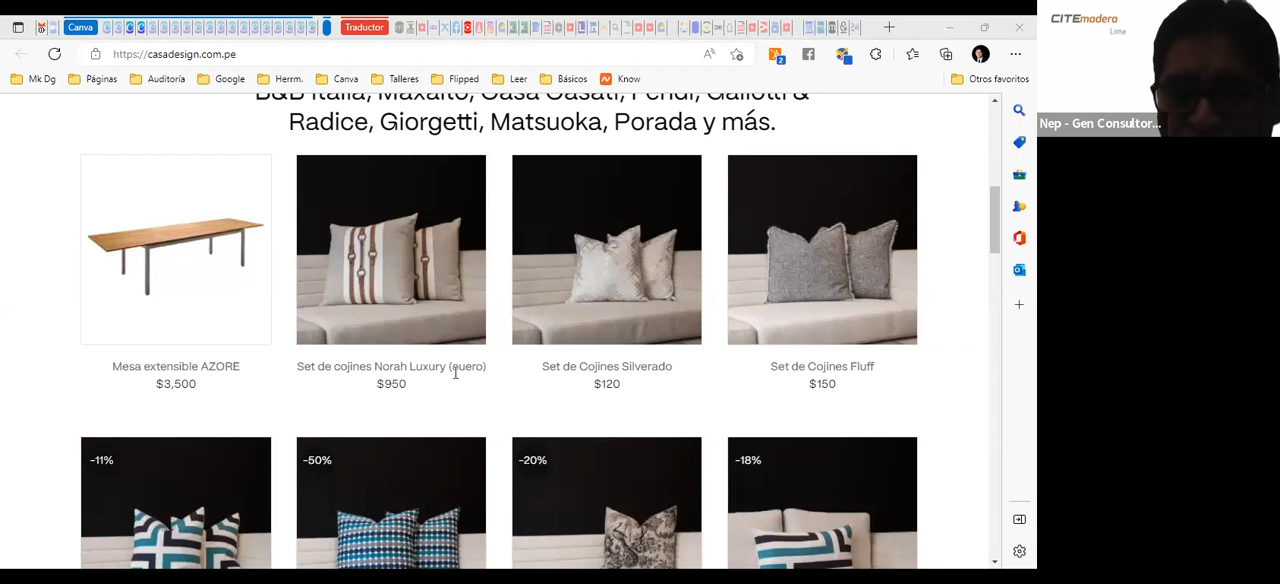 Canva
Traductor
https://casadesign.com.pe
Mk Dg
Páginas
Auditoría
Google
Herrm.
Canva
Talleres
Flipped
Leer
Básicos
Know
Otros favoritos
2
CITEmadera
Lima
Nep - Gen Consultor...
B&B Italia, Maxalto, Casa Casati, Fendi, Gallotti &
Radice, Giorgetti, Matsuoka, Porada y más.
Mesa extensible AZORE
$3,500
Set de cojines Norah Luxury (cuero)
$950
Set de Cojines Silverado
$120
Set de Cojines Fluff
$150
-11%
-50%
-20%
-18%